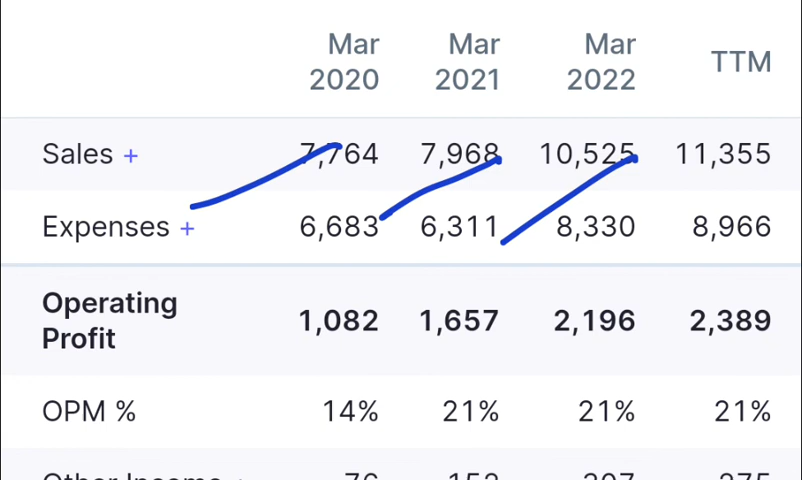 Mar 2020 Mar 2021 Mar 2022 TTM
Sales + 7,764 7,968 10,525 11,355
Expenses + 6,683 6,311 8,330 8,966
Operating Profit 1,082 1,657 2,196 2,389
OPM % 14% 21% 21% 21%